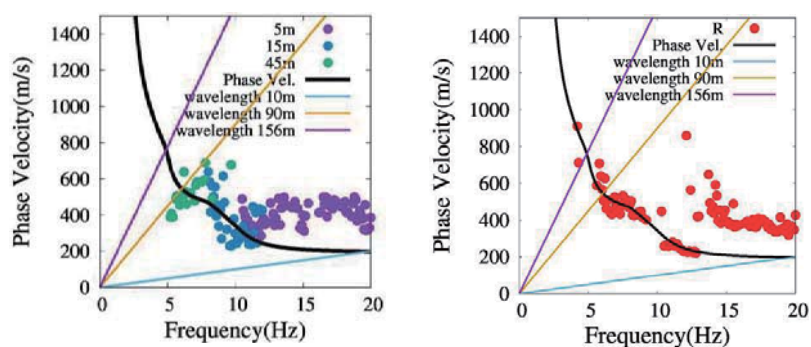 5m
15m
45m
Phase Vel.
wavelength 10m
wavelength 90m
wavelength 156m
1400
1200
1000
800
600
400
200
0
Phase Velocity(m/s)
0 5 10 15 20
Frequency(Hz)
R
Phase Vel.
wavelength 10m
wavelength 90m
wavelength 156m
1400
1200
1000
800
600
400
200
0
Phase Velocity(m/s)
0 5 10 15 20
Frequency(Hz)